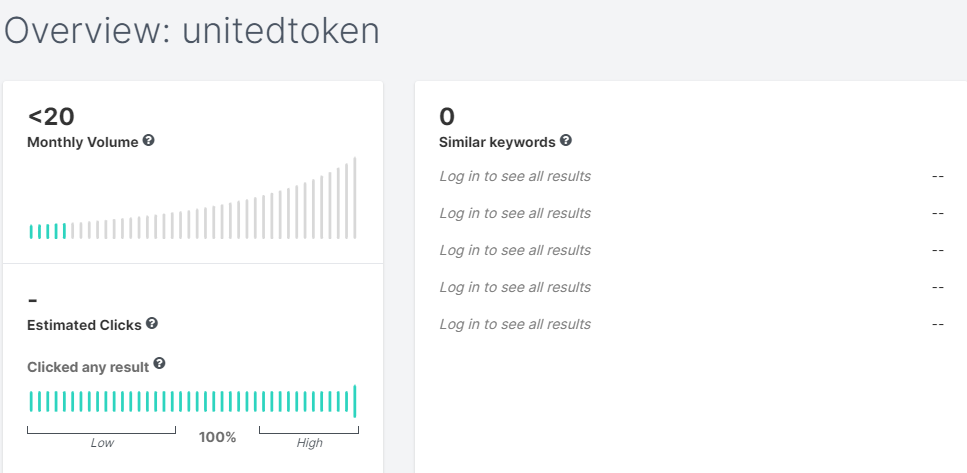 Overview: unitedtoken
<20
Monthly Volume ?
-
Estimated Clicks ?
Clicked any result ?
Low 100% High
0
Similar keywords ?
Log in to see all results --
Log in to see all results --
Log in to see all results --
Log in to see all results --
Log in to see all results --